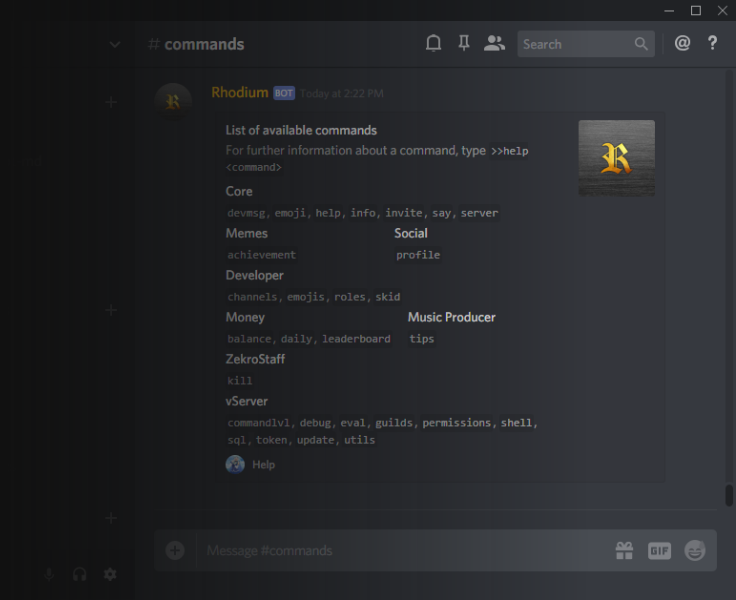 # commands
Search
@ ?
Rhodium BOT Today at 2:22 PM
List of available commands
For further information about a command, type >>help
<command>
Core
devmsg, emoji, help, info, invite, say, server
Memes Social
achievement profile
Developer
channels, emojis, roles, skid
Money Music Producer
balance, daily, leaderboard tips
ZekroStaff
kill
vServer
commandlvl, debug, eval, guilds, permissions, shell,
sql, token, update, utils
Help
Message #commands
GIF